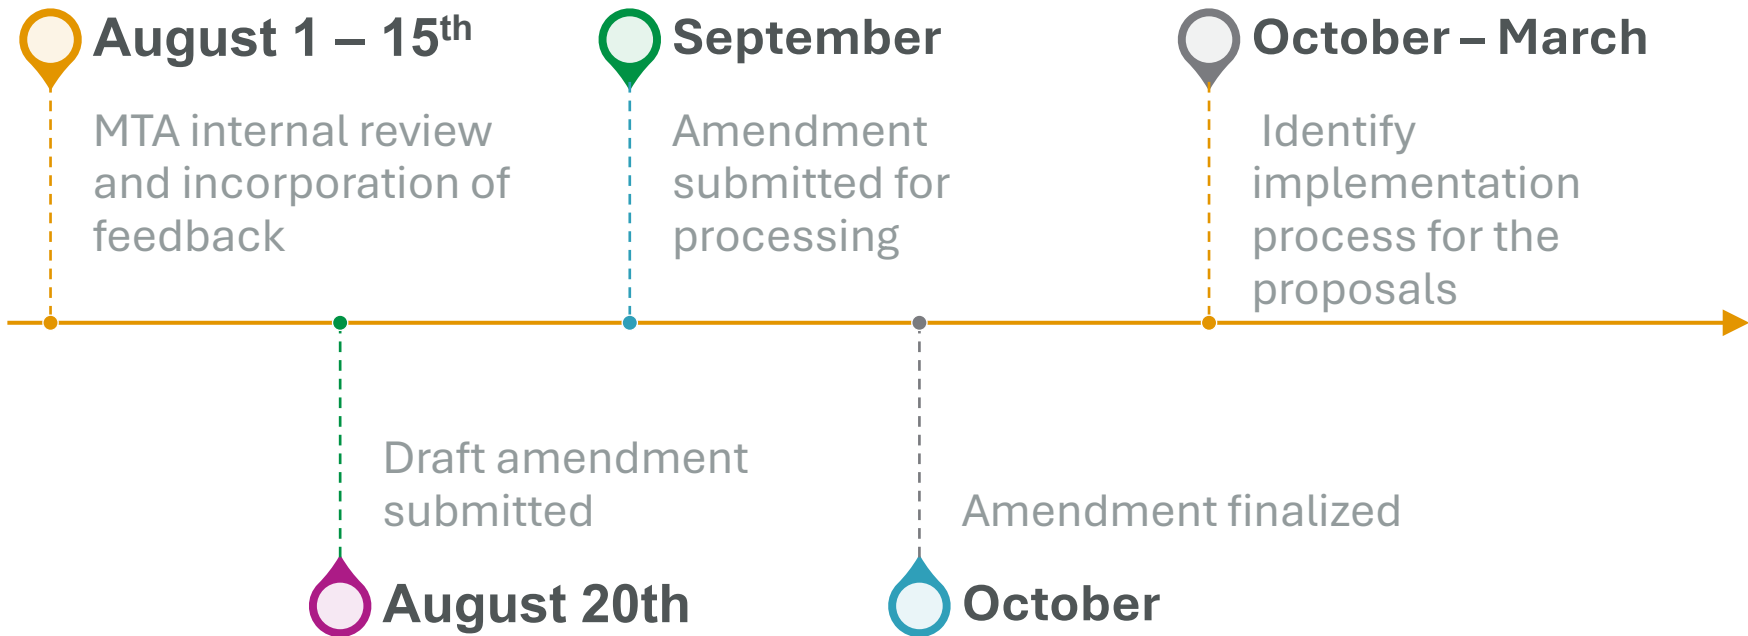 August 1 – 15th
MTA internal review
and incorporation of
feedback
September
Amendment
submitted for
processing
October – March
Identify
implementation
process for the
proposals
Draft amendment
submitted
August 20th
Amendment finalized
October